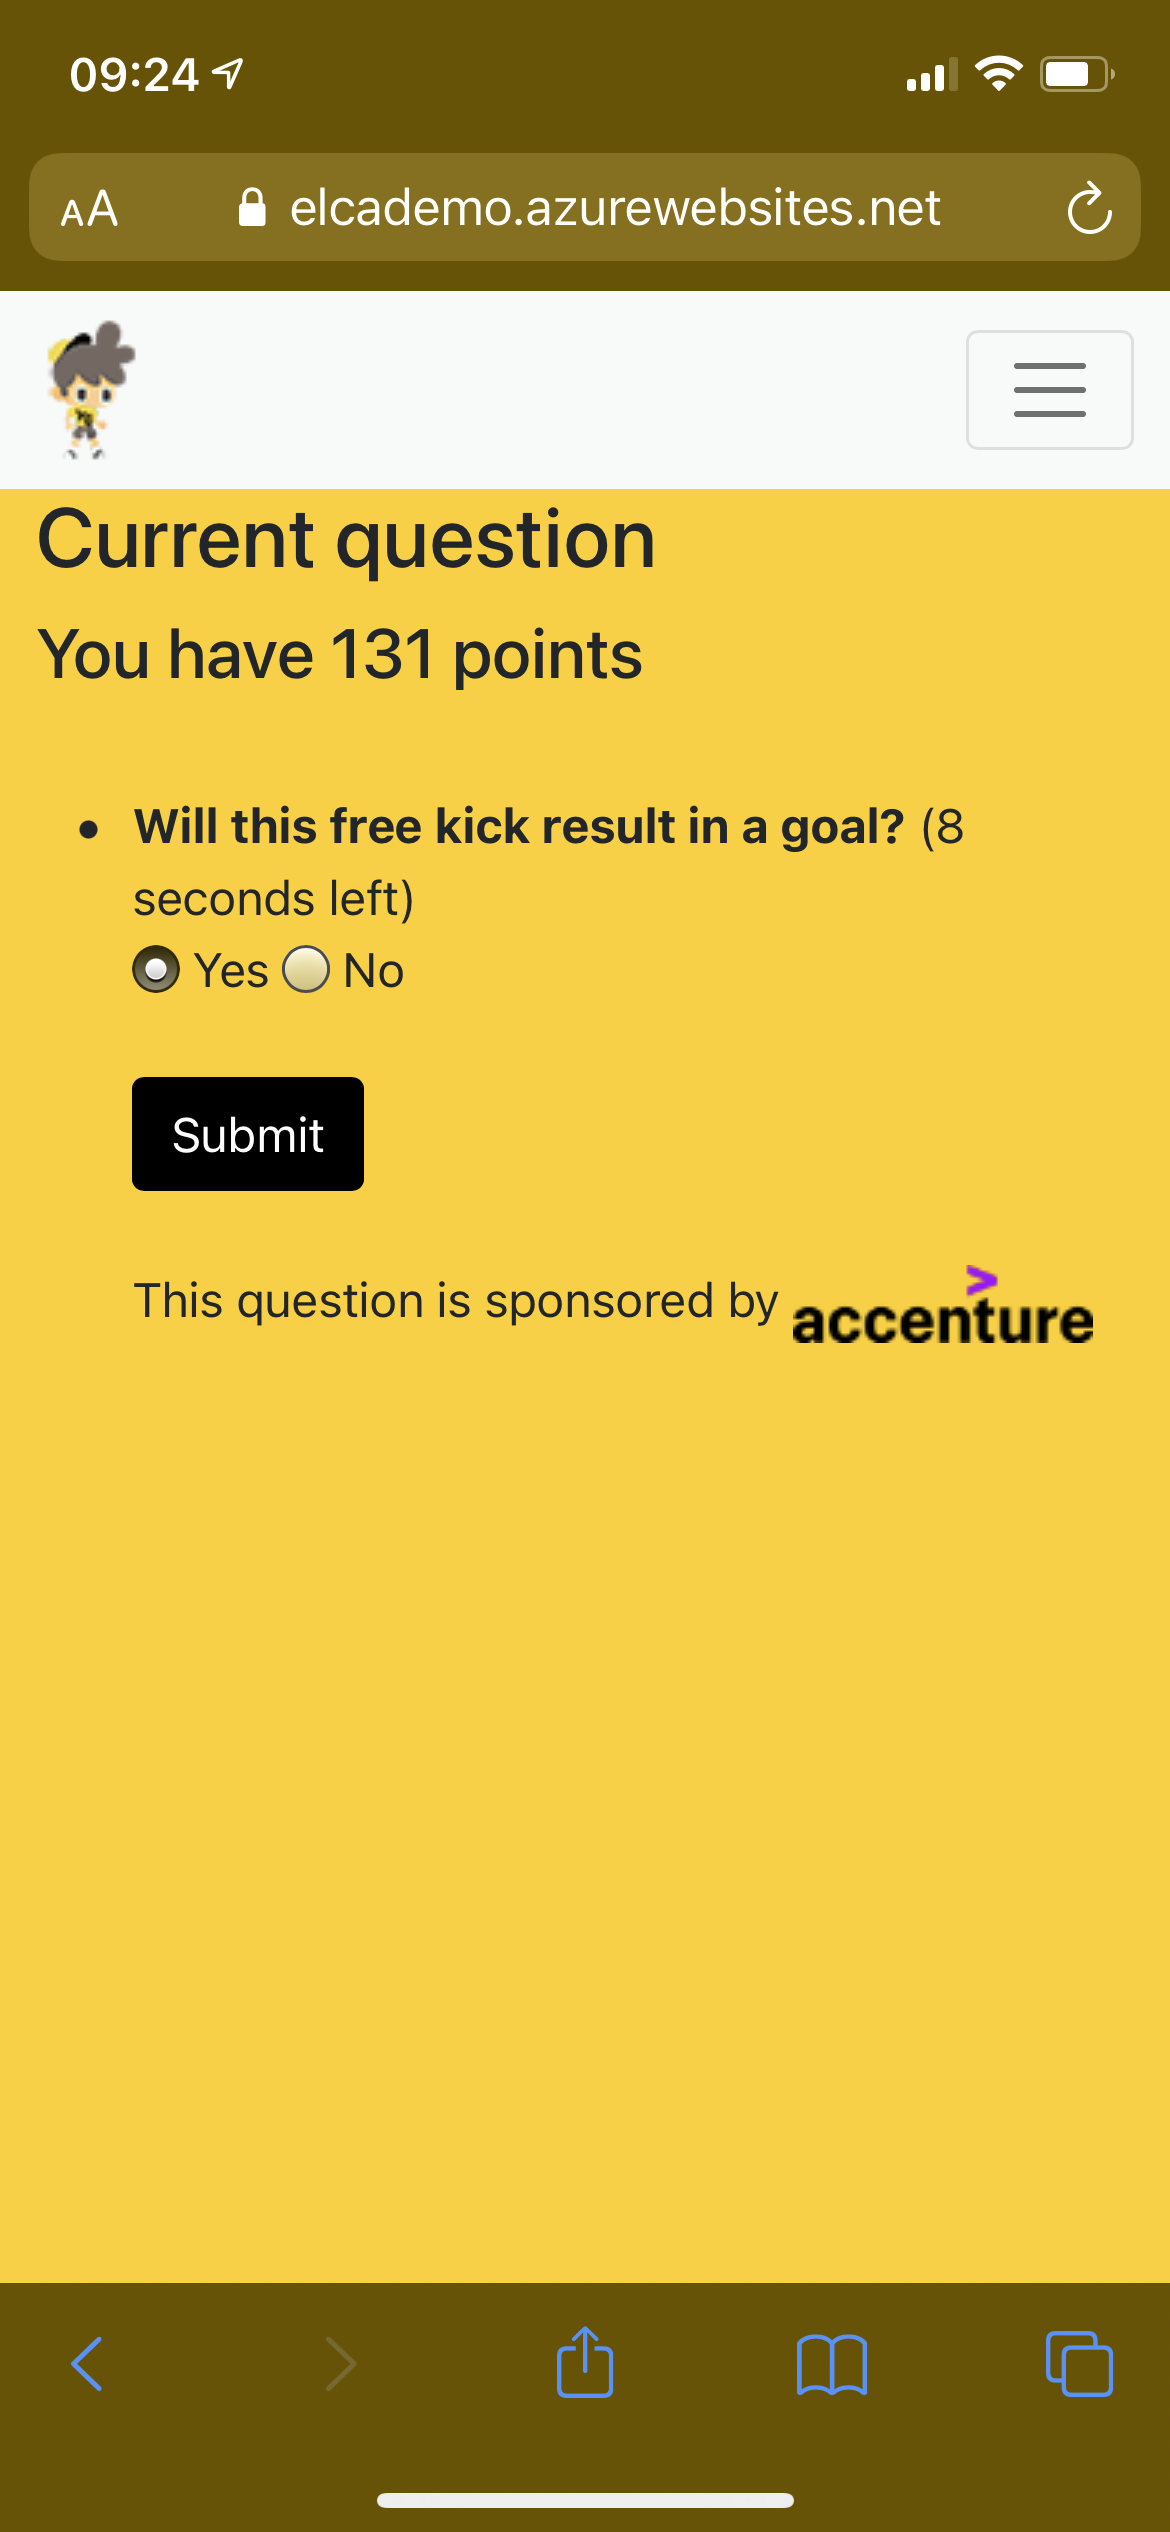 09:24
AA elcademo.azurewebsites.net
Current question
You have 131 points
• Will this free kick result in a goal? (8
seconds left)
Yes No
Submit
This question is sponsored by accenture